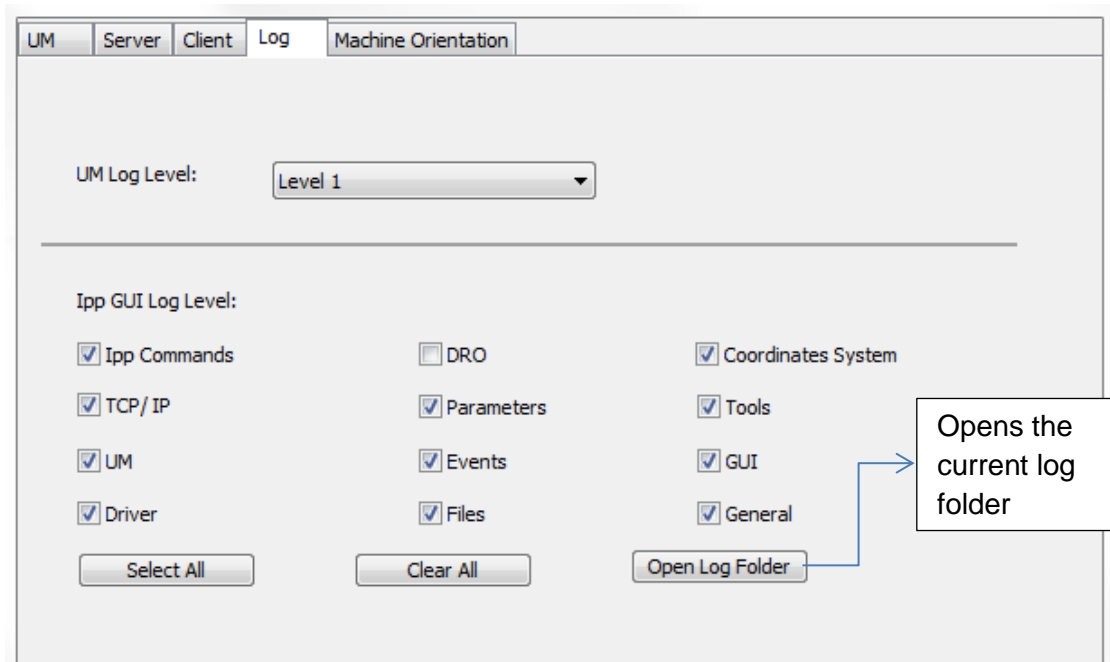 UM Server Client Log Machine Orientation
UM Log Level: Level 1
Ipp GUI Log Level:
Ipp Commands DRO Coordinates System
TCP/ IP Parameters Tools
UM Events GUI
Driver Files General
Select All Clear All Open Log Folder
Opens the
current log
folder